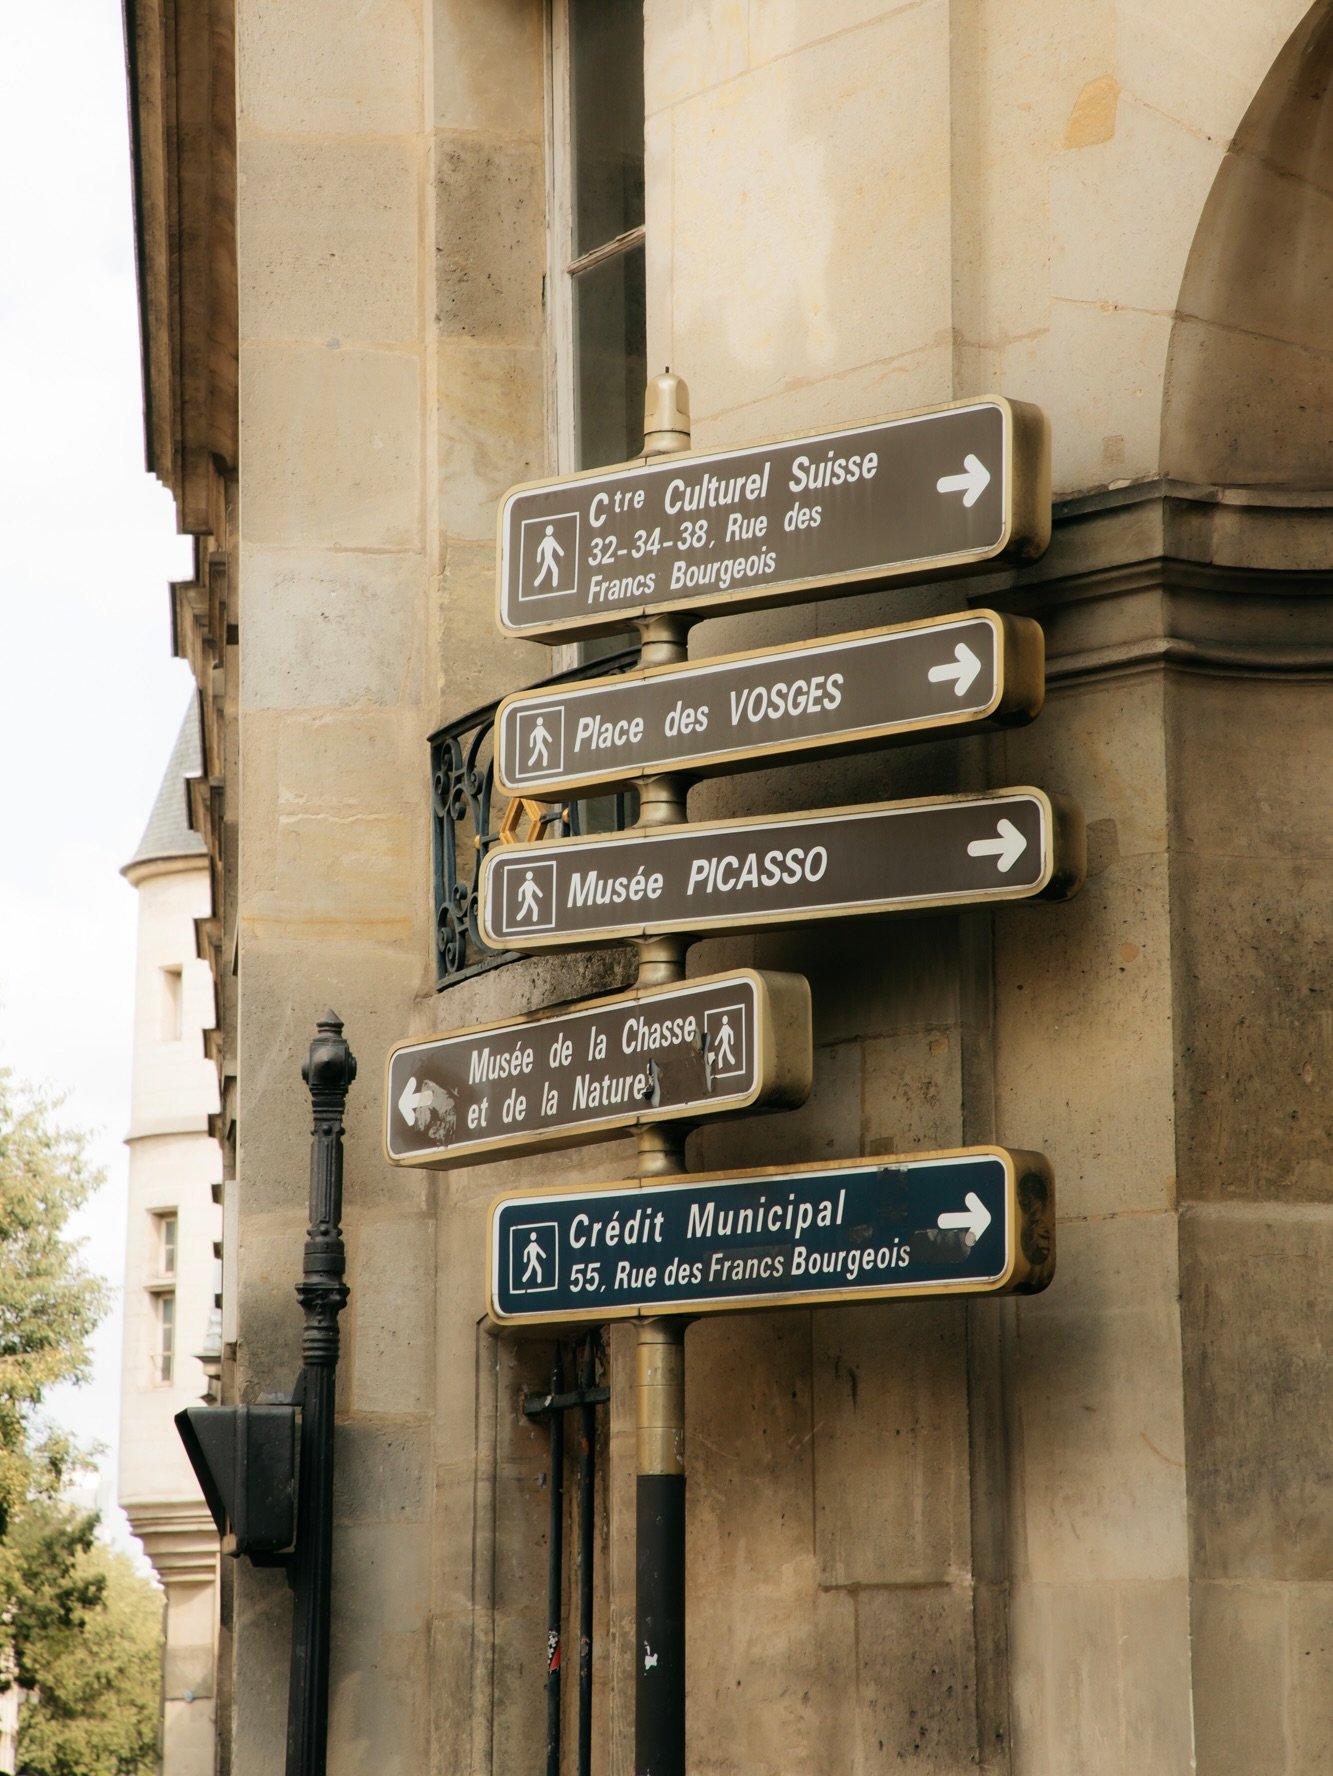 Ctre Culturel Suisse
32-34-38, Rue des
Francs Bourgeois
Place des VOSGES
Musée PICASSO
Musée de la Chasse
et de la Nature
Crédit Municipal
55, Rue des Francs Bourgeois